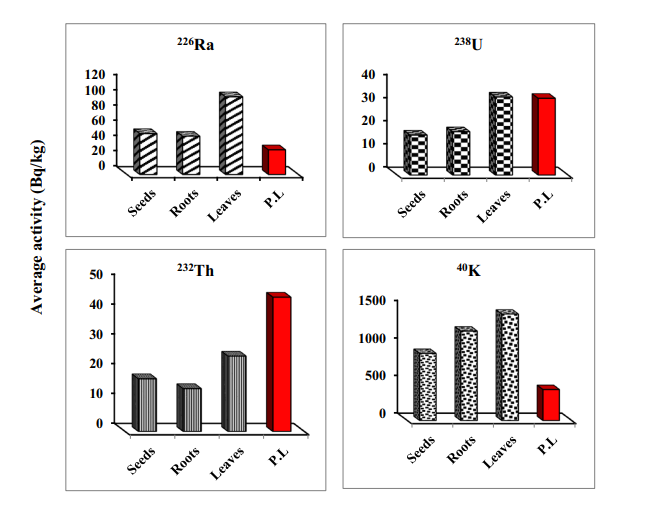 Average activity (Bq/kg)
²²⁶Ra
120
100
80
60
40
20
0
Seeds
Roots
Leaves
P.L
²³⁸U
40
30
20
10
0
Seeds
Roots
Leaves
P.L
²³²Th
50
40
30
20
10
0
Seeds
Roots
Leaves
P.L
⁴⁰K
1500
1000
500
0
Seeds
Roots
Leaves
P.L